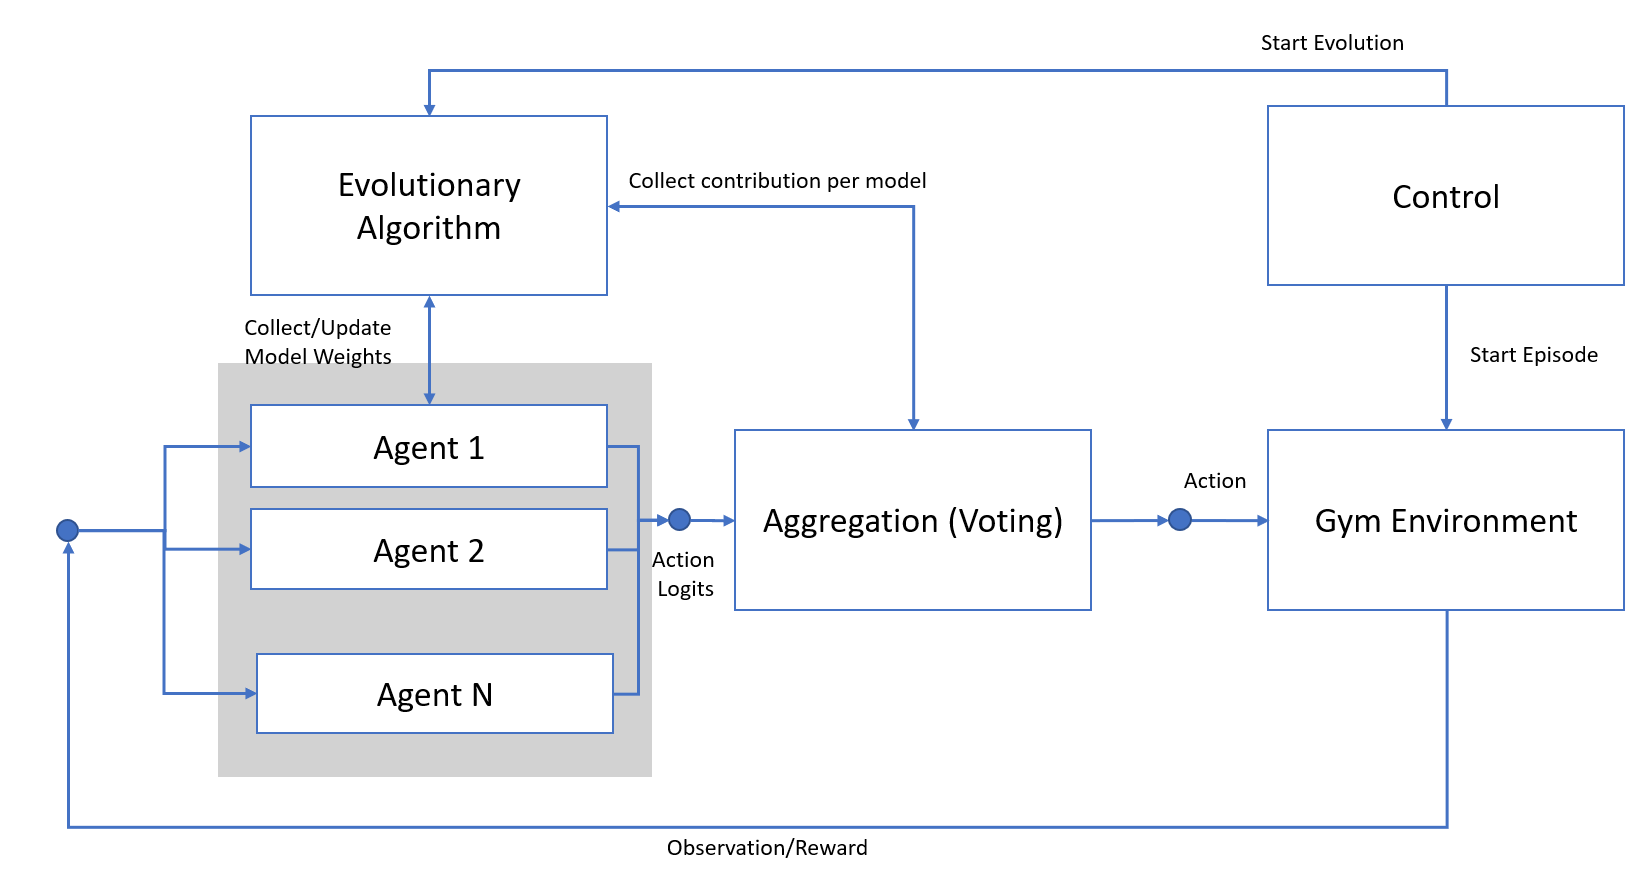 Start Evolution
Evolutionary
Algorithm
Collect contribution per model
Control
Collect/Update
Model Weights
Start Episode
Agent 1
Agent 2
Agent N
Action
Logits
Aggregation (Voting)
Action
Gym Environment
Observation/Reward